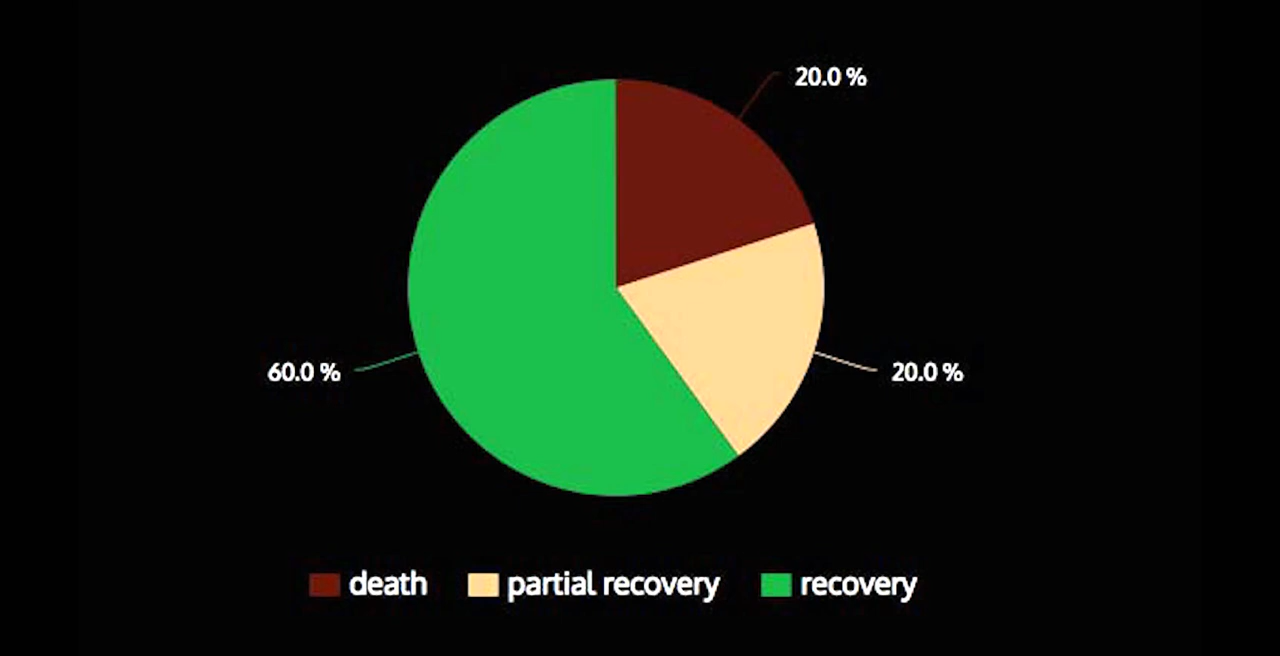 20.0 %
60.0 %
20.0 %
death
partial recovery
recovery